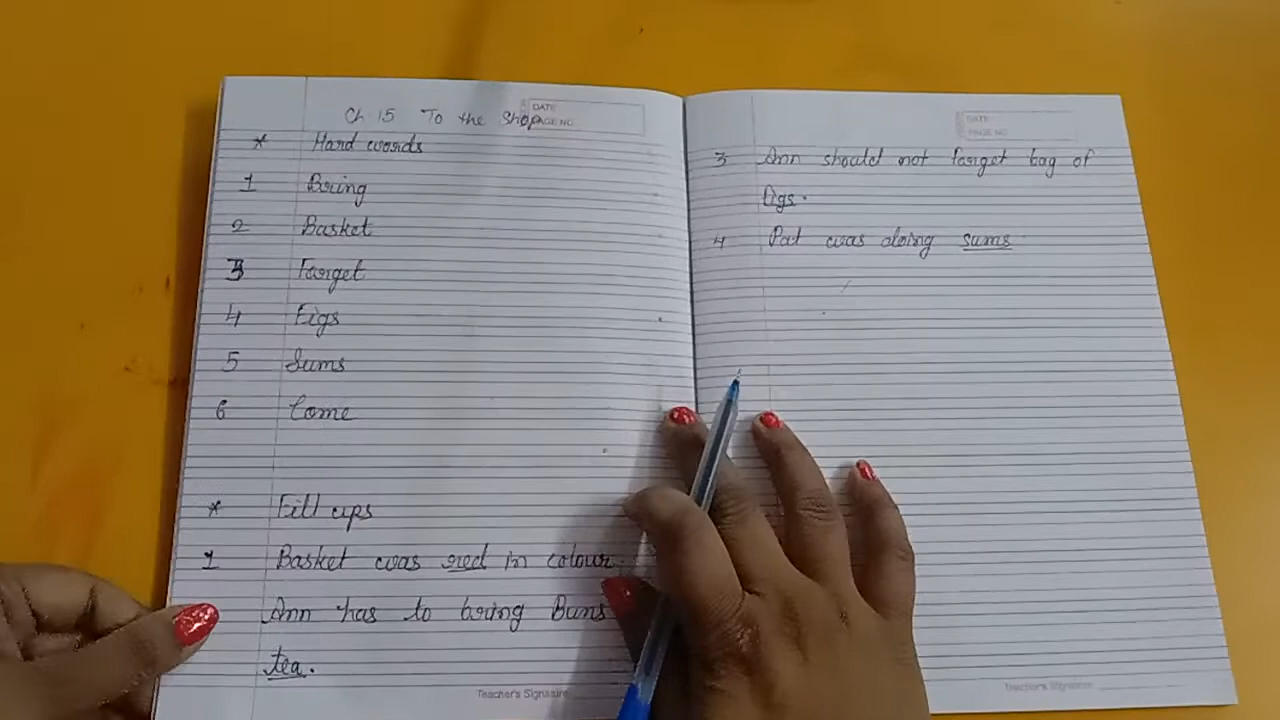 Ch 15 To the Shop
DATE
PAGE NO
* Hard words
1 Bring
2 Basket
3 Forget
4 Figs
5 Sums
6 Come
* Fill ups
1 Basket was red in colour.
Ann has to bring Buns
tea.
Teacher's Signature
DATE
PAGE NO
3 Ann should not forget bag of
figs.
4 Pat was doing sums
Teacher's Signature